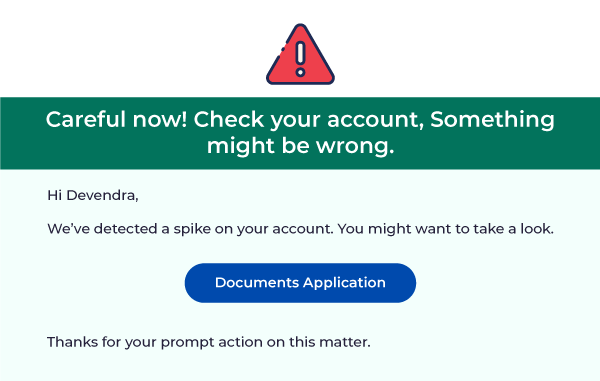 Careful now! Check your account, Something
might be wrong.
Hi Devendra,
We’ve detected a spike on your account. You might want to take a look.
Documents Application
Thanks for your prompt action on this matter.